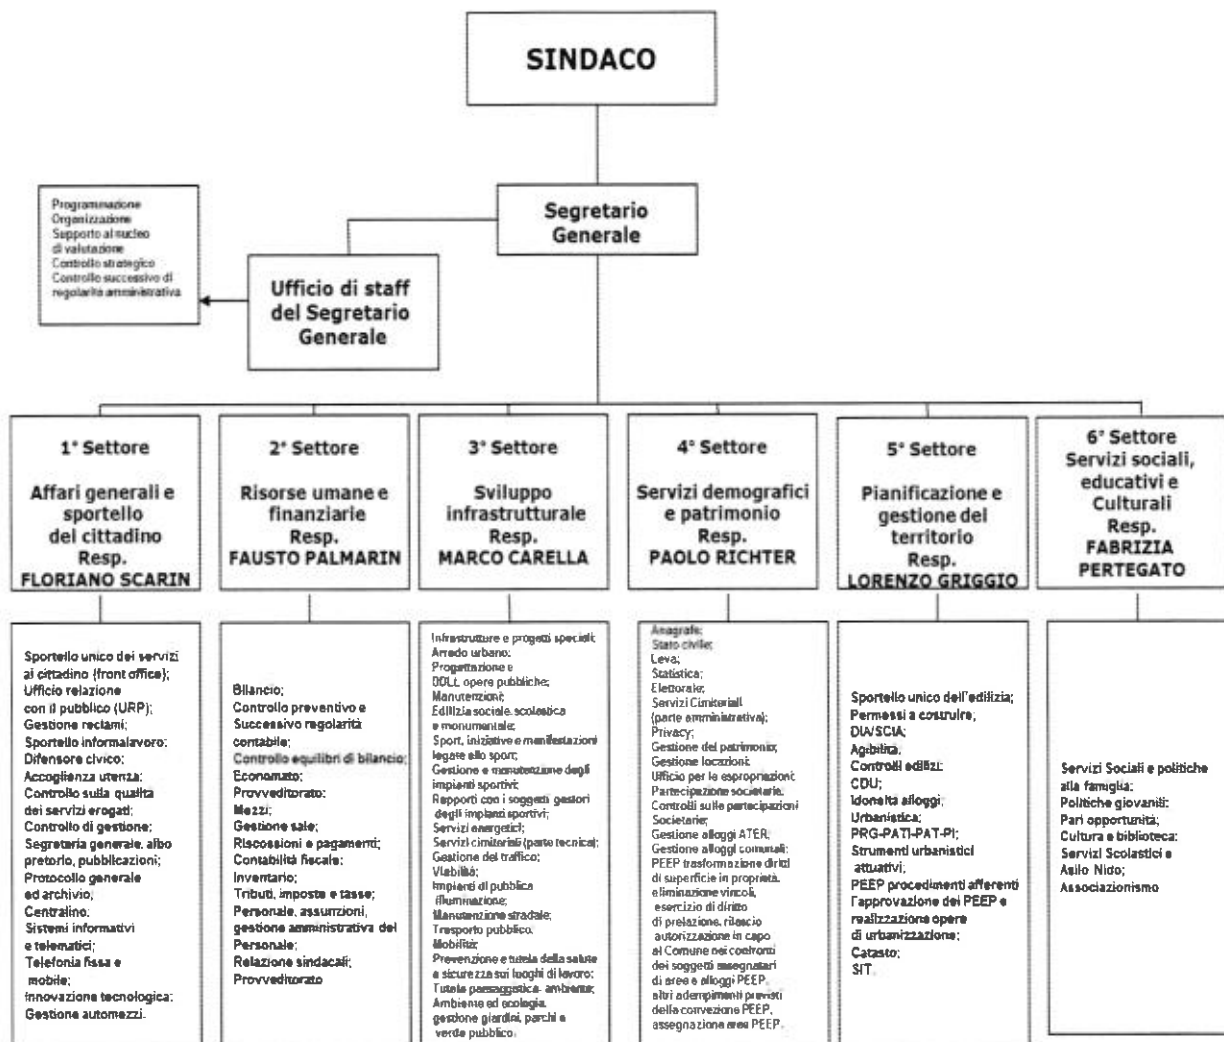 SINDACO
Segretario
Generale
Programmazione
Organizzazione
Supporto al nucleo
di valutazione
Controllo strategico
Controllo successivo di
regolarità amministrativa
Ufficio di staff
del Segretario
Generale
1° Settore
Affari generali e
sportello
del cittadino
Resp.
FLORIANO SCARIN
2° Settore
Risorse umane e
finanziarie
Resp.
FAUSTO PALMARIN
3° Settore
Sviluppo
infrastrutturale
Resp.
MARCO CARELLA
4° Settore
Servizi demografici
e patrimonio
Resp.
PAOLO RICHTER
5° Settore
Pianificazione e
gestione del
territorio
Resp.
LORENZO GRIGGIO
6° Settore
Servizi sociali,
educativi e
Culturali
Resp.
FABRIZIA
PERTEGATO
Sportello unico dei servizi
al cittadino (front office);
Ufficio relazione
con il pubblico (URP);
Gestione reclami;
Sportello informalavoro;
Difensore civico;
Accoglienza utenza;
Controllo sulla qualità
dei servizi erogati;
Controllo di gestione;
Segreteria generale, albo
pretorio, pubblicazioni;
Protocollo generale
ed archivio;
Centralino;
Sistemi informativi
e telematici;
Telefonia fissa e
mobile;
Innovazione tecnologica;
Gestione automezzi.
Bilancio;
Controllo preventivo e
Successivo regolarità
contabile;
Controllo equilibri di bilancio;
Economato;
Provveditorato;
Mezzi;
Gestione sale;
Riscossioni e pagamenti;
Contabilità fiscale;
Inventario;
Tributi, imposte e tasse;
Personale, assunzioni,
gestione amministrativa del
Personale;
Relazione sindacali;
Provveditorato
Infrastrutture e progetti speciali;
Arredo urbano;
Progettazione e
DDLL opere pubbliche;
Manutenzioni;
Edilizia sociale, scolastica
e monumentale;
Sport, iniziative e manifestazioni
legate allo sport;
Gestione e manutenzione degli
impianti sportivi;
Rapporti con i soggetti gestori
degli impianti sportivi;
Servizi energetici;
Servizi cimiteriali (parte tecnica);
Gestione del traffico;
Viabilità;
Impianti di pubblica
illuminazione;
Manutenzione stradale;
Trasporto pubblico;
Mobilità;
Prevenzione e tutela della salute
e sicurezza sui luoghi di lavoro;
Tutela paesaggistica- ambiente;
Ambiente ed ecologia,
gestione giardini, parchi e
verde pubblico.
Anagrafe;
Stato civile;
Leva;
Statistica;
Elettorale;
Servizi Cimiteriali
(parte amministrativa);
Privacy;
Gestione del patrimonio;
Gestione locazioni;
Ufficio per le espropriazioni;
Partecipazione societarie;
Controlli sulle partecipazioni
Societarie;
Gestione alloggi ATER;
Gestione alloggi comunali;
PEEP trasformazione diritti
di superficie in proprietà,
eliminazione vincoli,
esercizio di diritto
di prelazione, rilascio
autorizzazione in capo
al Comune nei confronti
dei soggetti assegnatari
di aree e alloggi PEEP,
altri adempimenti previsti
della convezione PEEP,
assegnazione aree PEEP.
Sportello unico dell'edilizia;
Permessi a costruire;
DIA/SCIA;
Agibilità;
Controlli edilizi;
CDU;
Idoneità alloggi;
Urbanistica;
PRG-PATI-PAT-PI;
Strumenti urbanistici
attuativi;
PEEP procedimenti afferenti
l'approvazione dei PEEP e
realizzazione opere
di urbanizzazione;
Catasto;
SIT.
Servizi Sociali e politiche
alla famiglia;
Politiche giovanili;
Pari opportunità;
Cultura e biblioteca;
Servizi Scolastici e
Asilo Nido;
Associazionismo